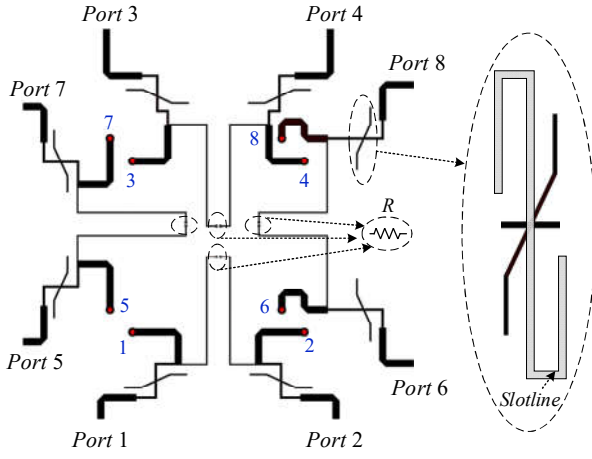 Port 3
Port 4
Port 7
Port 8
7
8
3
4
R
5
6
1
2
Port 5
Port 6
Slotline
Port 1
Port 2